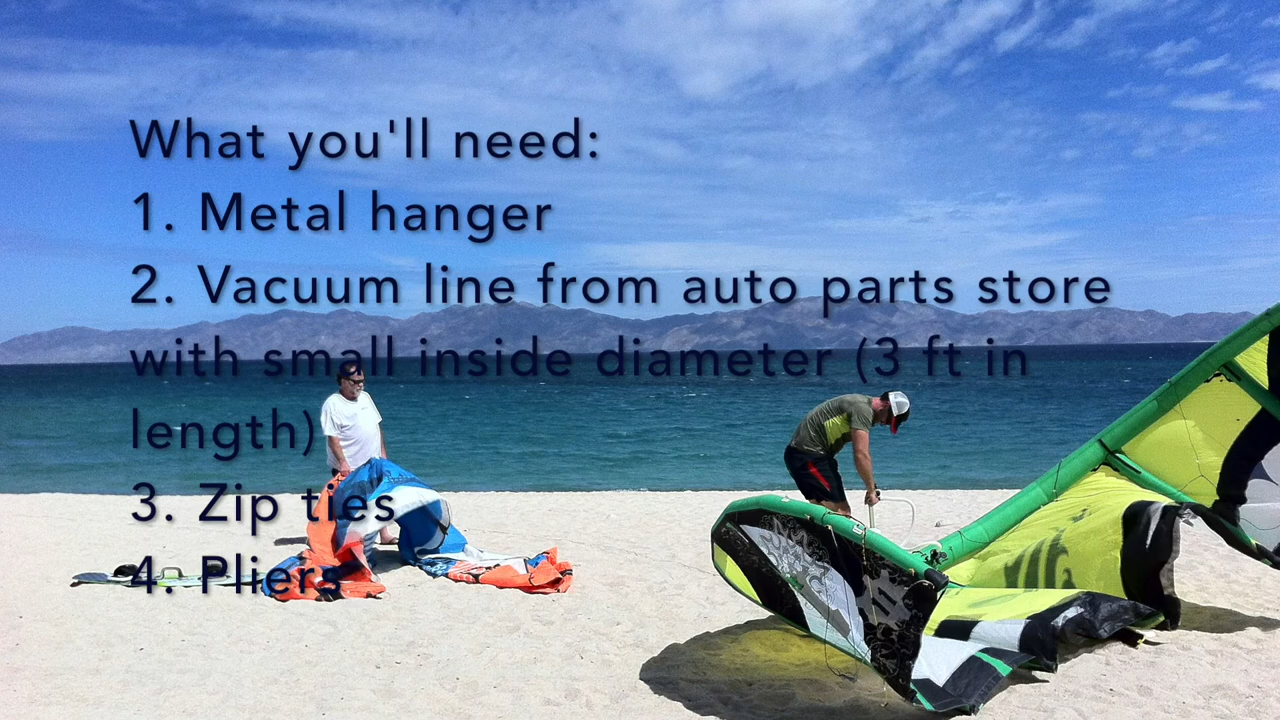 What you'll need:
1. Metal hanger
2. Vacuum line from auto parts store
with small inside diameter (3 ft in
length)
3. Zip ties
4. Pliers
11